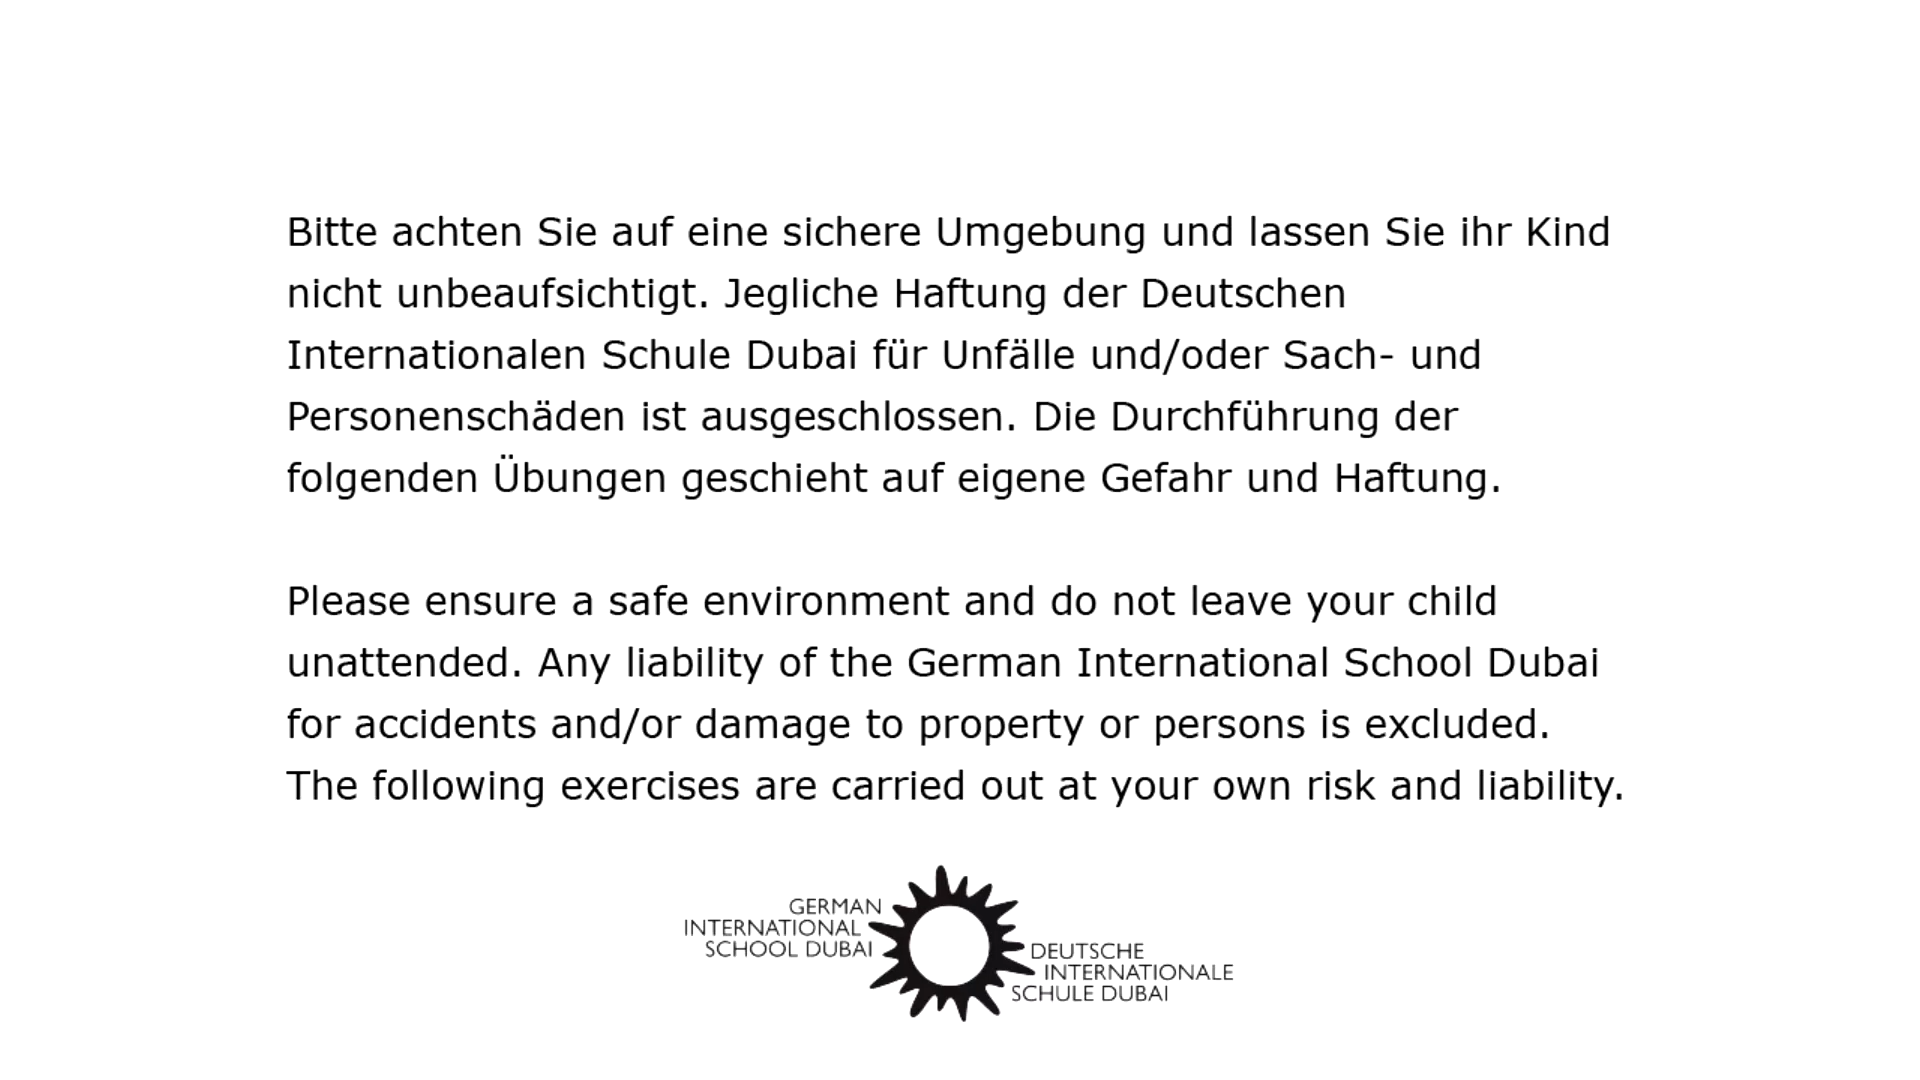 Bitte achten Sie auf eine sichere Umgebung und lassen Sie ihr Kind
nicht unbeaufsichtigt. Jegliche Haftung der Deutschen
Internationalen Schule Dubai für Unfälle und/oder Sach- und
Personenschäden ist ausgeschlossen. Die Durchführung der
folgenden Übungen geschieht auf eigene Gefahr und Haftung.
Please ensure a safe environment and do not leave your child
unattended. Any liability of the German International School Dubai
for accidents and/or damage to property or persons is excluded.
The following exercises are carried out at your own risk and liability.
GERMAN
INTERNATIONAL
SCHOOL DUBAI
DEUTSCHE
INTERNATIONALE
SCHULE DUBAI